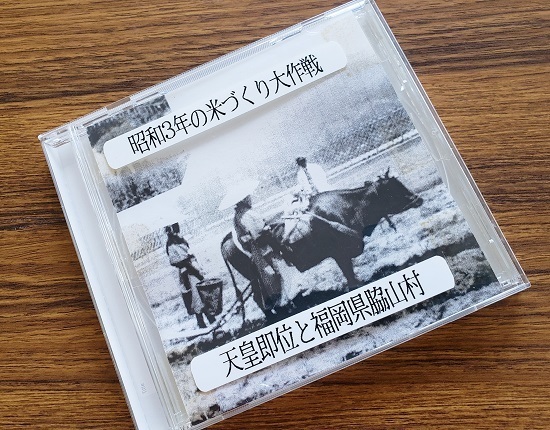 昭和3年の米づくり大作戦
天皇即位と福岡県脇山村